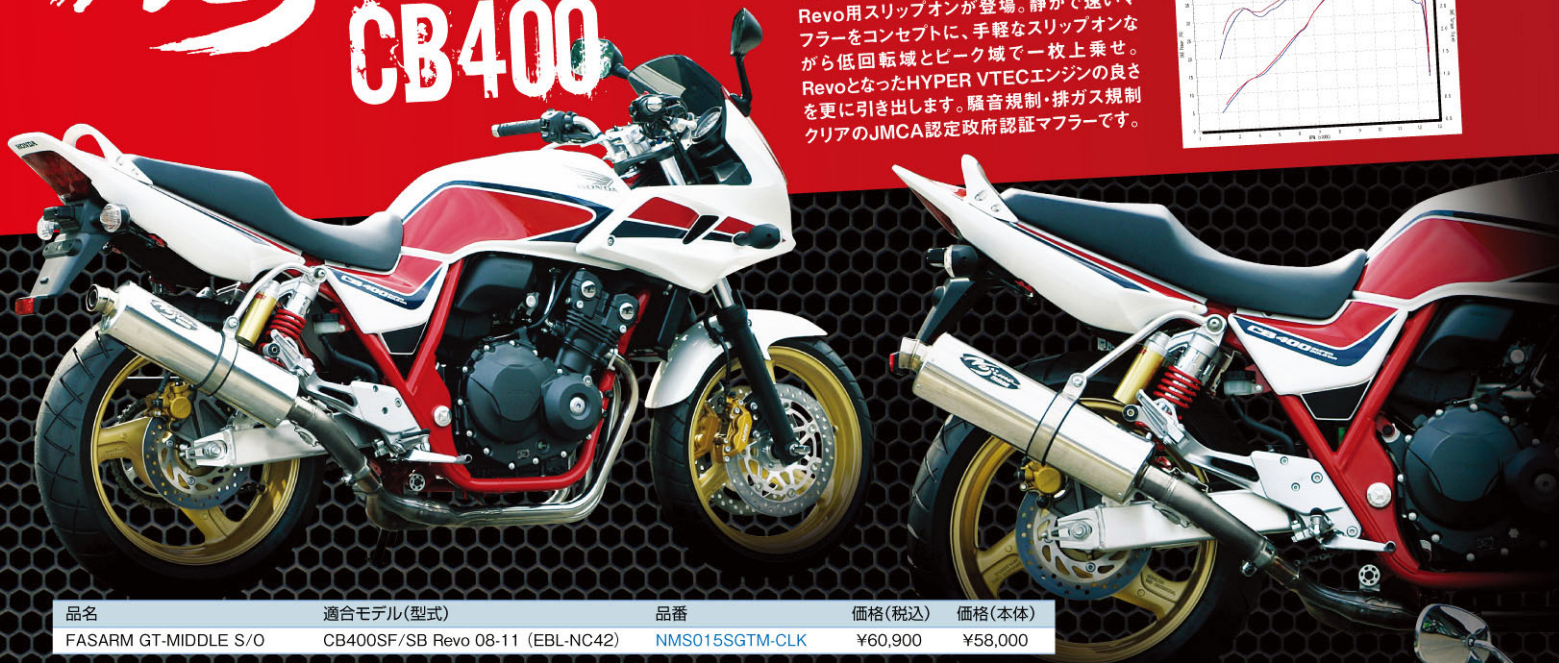 CB400
Revo用スリップオンが登場。静かで速いマ
フラーをコンセプトに、手軽なスリップオンな
がら低回転域とピーク域で一枚上乗せ。
RevoとなったHYPER VTECエンジンの良さ
を更に引き出します。騒音規制・排ガス規制
クリアのJMCA認定政府認証マフラーです。
HONDA
HONDA
CB400
CB400
品名 適合モデル(型式) 品番 価格(税込) 価格(本体)
FASARM GT-MIDDLE S/O CB400SF/SB Revo 08-11 (EBL-NC42) NMS015SGTM-CLK ¥60,900 ¥58,000